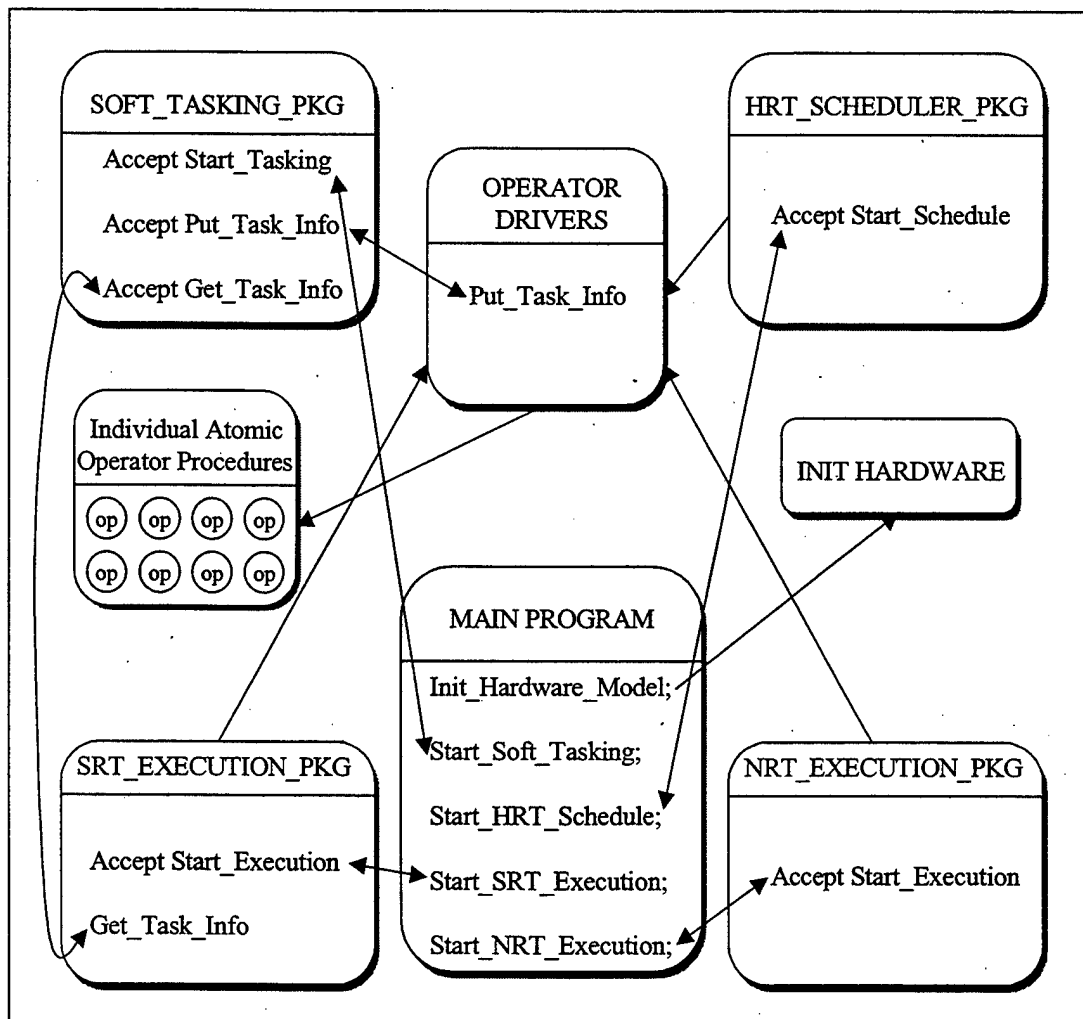 SOFT_TASKING_PKG
Accept Start_Tasking
Accept Put_Task_Info
Accept Get_Task_Info
OPERATOR
DRIVERS
Put_Task_Info
HRT_SCHEDULER_PKG
Accept Start_Schedule
Individual Atomic
Operator Procedures
op op op op
op op op op
INIT HARDWARE
MAIN PROGRAM
Init_Hardware_Model;
Start_Soft_Tasking;
Start_HRT_Schedule;
Start_SRT_Execution;
Start_NRT_Execution;
SRT_EXECUTION_PKG
Accept Start_Execution
Get_Task_Info
NRT_EXECUTION_PKG
Accept Start_Execution